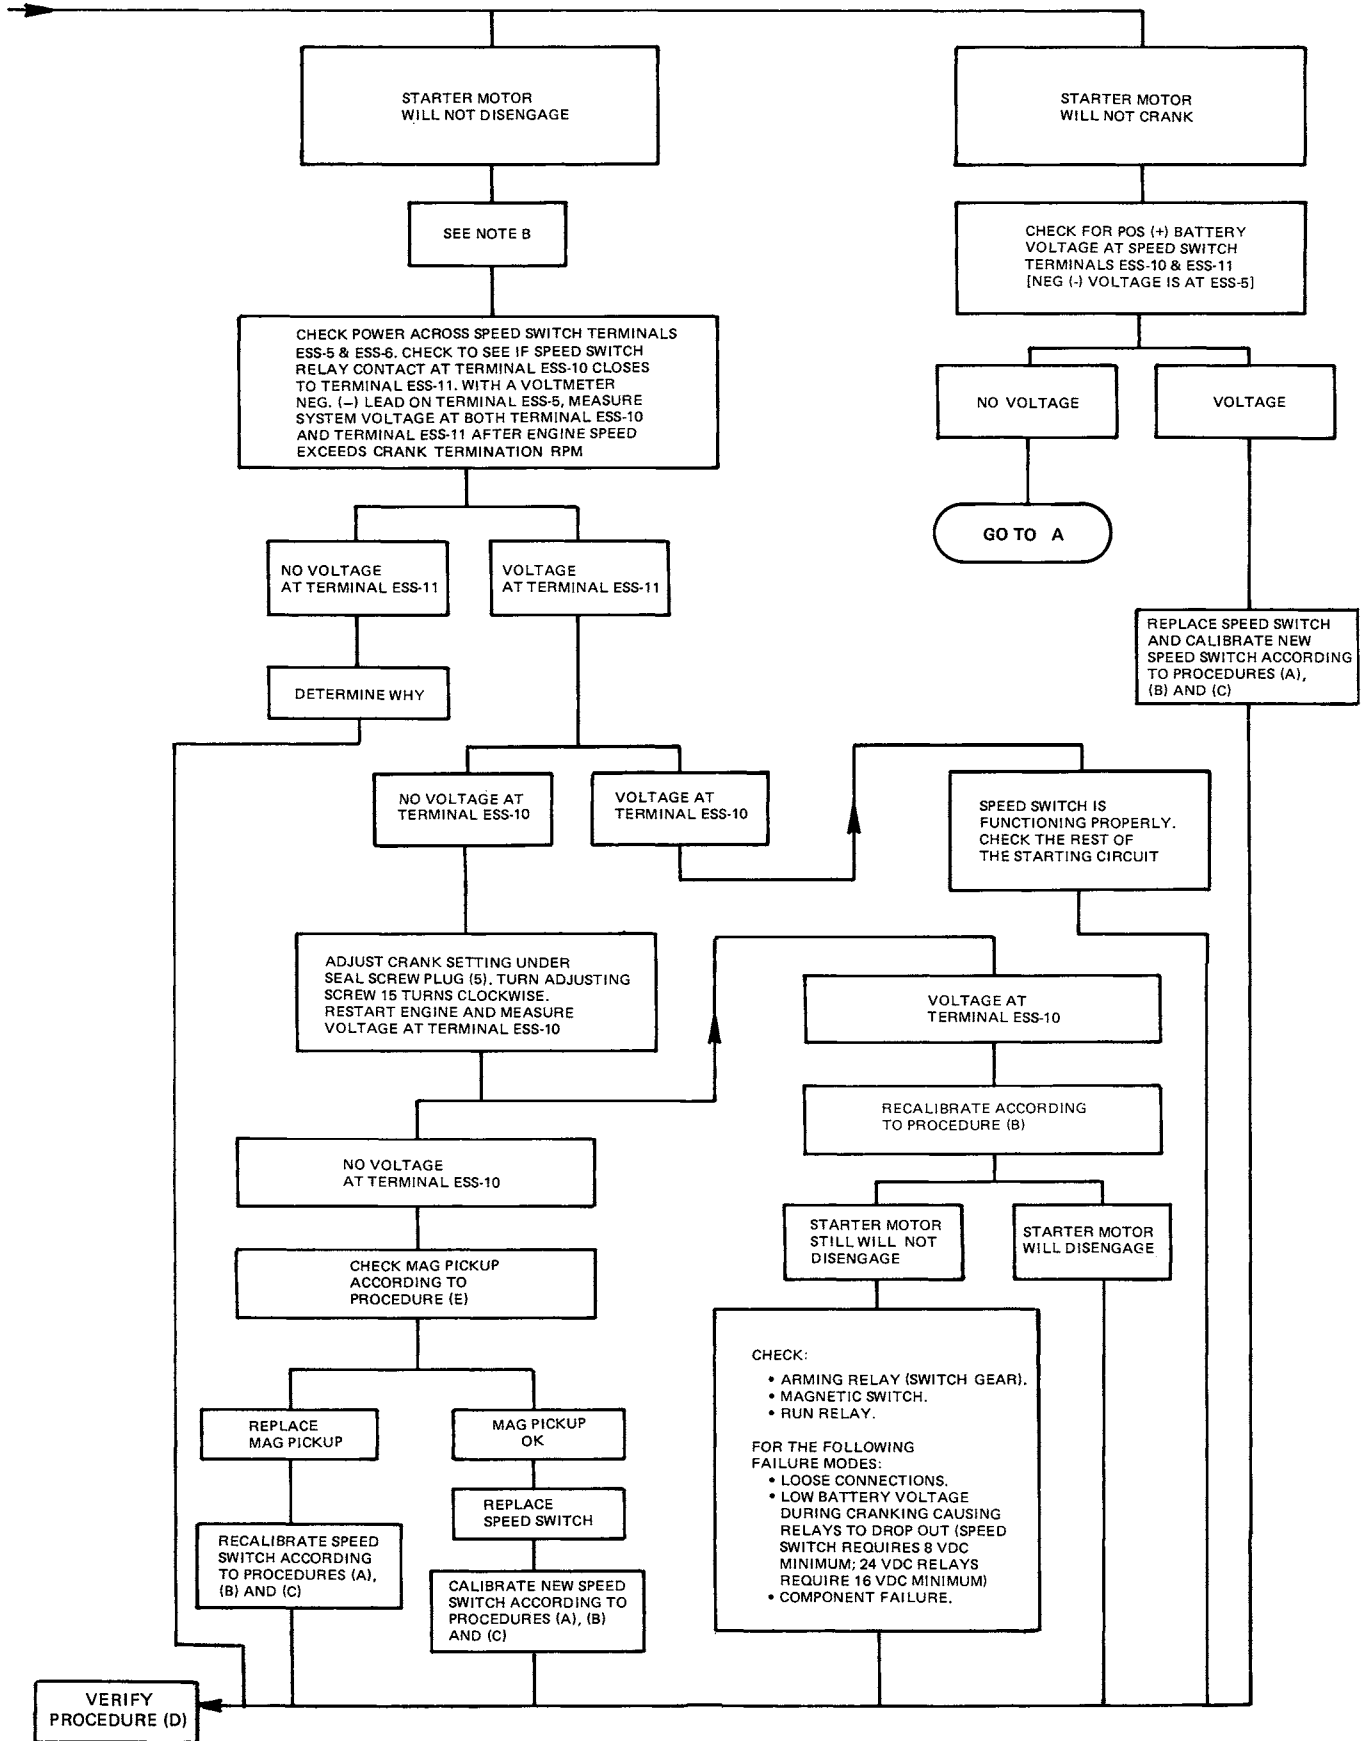 STARTER MOTOR
WILL NOT DISENGAGE
STARTER MOTOR
WILL NOT CRANK
SEE NOTE B
CHECK FOR POS (+) BATTERY
VOLTAGE AT SPEED SWITCH
TERMINALS ESS-10 & ESS-11
[NEG (-) VOLTAGE IS AT ESS-5]
CHECK POWER ACROSS SPEED SWITCH TERMINALS
ESS-5 & ESS-6. CHECK TO SEE IF SPEED SWITCH
RELAY CONTACT AT TERMINAL ESS-10 CLOSES
TO TERMINAL ESS-11. WITH A VOLTMETER
NEG. (–) LEAD ON TERMINAL ESS-5, MEASURE
SYSTEM VOLTAGE AT BOTH TERMINAL ESS-10
AND TERMINAL ESS-11 AFTER ENGINE SPEED
EXCEEDS CRANK TERMINATION RPM
NO VOLTAGE
VOLTAGE
GO TO A
NO VOLTAGE
AT TERMINAL ESS-11
VOLTAGE
AT TERMINAL ESS-11
REPLACE SPEED SWITCH
AND CALIBRATE NEW
SPEED SWITCH ACCORDING
TO PROCEDURES (A),
(B) AND (C)
DETERMINE WHY
NO VOLTAGE AT
TERMINAL ESS-10
VOLTAGE AT
TERMINAL ESS-10
SPEED SWITCH IS
FUNCTIONING PROPERLY.
CHECK THE REST OF
THE STARTING CIRCUIT
ADJUST CRANK SETTING UNDER
SEAL SCREW PLUG (5). TURN ADJUSTING
SCREW 15 TURNS CLOCKWISE.
RESTART ENGINE AND MEASURE
VOLTAGE AT TERMINAL ESS-10
VOLTAGE AT
TERMINAL ESS-10
RECALIBRATE ACCORDING
TO PROCEDURE (B)
NO VOLTAGE
AT TERMINAL ESS-10
STARTER MOTOR
STILL WILL NOT
DISENGAGE
STARTER MOTOR
WILL DISENGAGE
CHECK MAG PICKUP
ACCORDING TO
PROCEDURE (E)
CHECK:
• ARMING RELAY (SWITCH GEAR).
• MAGNETIC SWITCH.
• RUN RELAY.
FOR THE FOLLOWING
FAILURE MODES:
• LOOSE CONNECTIONS.
• LOW BATTERY VOLTAGE
DURING CRANKING CAUSING
RELAYS TO DROP OUT (SPEED
SWITCH REQUIRES 8 VDC
MINIMUM; 24 VDC RELAYS
REQUIRE 16 VDC MINIMUM)
• COMPONENT FAILURE.
REPLACE
MAG PICKUP
MAG PICKUP
OK
REPLACE
SPEED SWITCH
RECALIBRATE SPEED
SWITCH ACCORDING
TO PROCEDURES (A),
(B) AND (C)
CALIBRATE NEW SPEED
SWITCH ACCORDING TO
PROCEDURES (A), (B)
AND (C)
VERIFY
PROCEDURE (D)